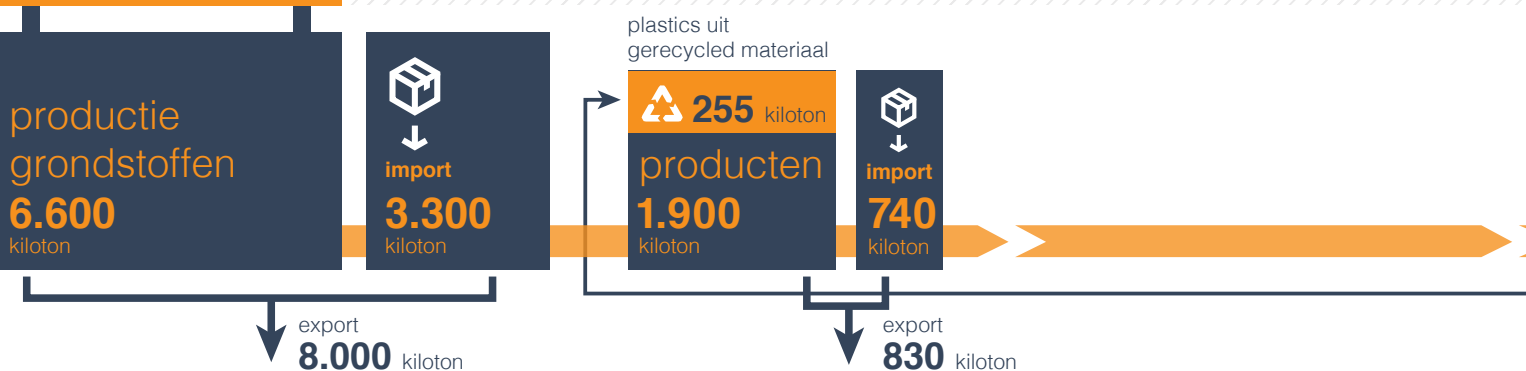 productie
grondstoffen
6.600
kiloton
import
3.300
kiloton
export
8.000 kiloton
plastics uit
gerecycled materiaal
255 kiloton
producten
1.900
kiloton
import
740
kiloton
export
830 kiloton